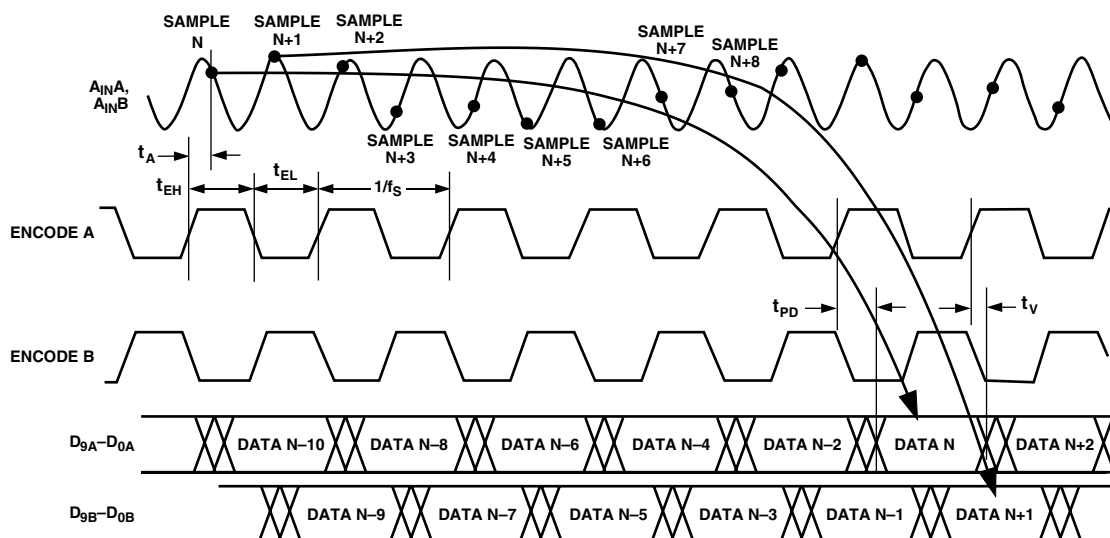 SAMPLE
N
SAMPLE
N+1
SAMPLE
N+2
SAMPLE
N+7
SAMPLE
N+8
AINA,
AINB
SAMPLE
N+3
SAMPLE
N+4
SAMPLE
N+5
SAMPLE
N+6
tA
tEH
tEL
1/fS
ENCODE A
tPD
tV
ENCODE B
D9A–D0A
DATA N–10
DATA N–8
DATA N–6
DATA N–4
DATA N–2
DATA N
DATA N+2
D9B–D0B
DATA N–9
DATA N–7
DATA N–5
DATA N–3
DATA N–1
DATA N+1